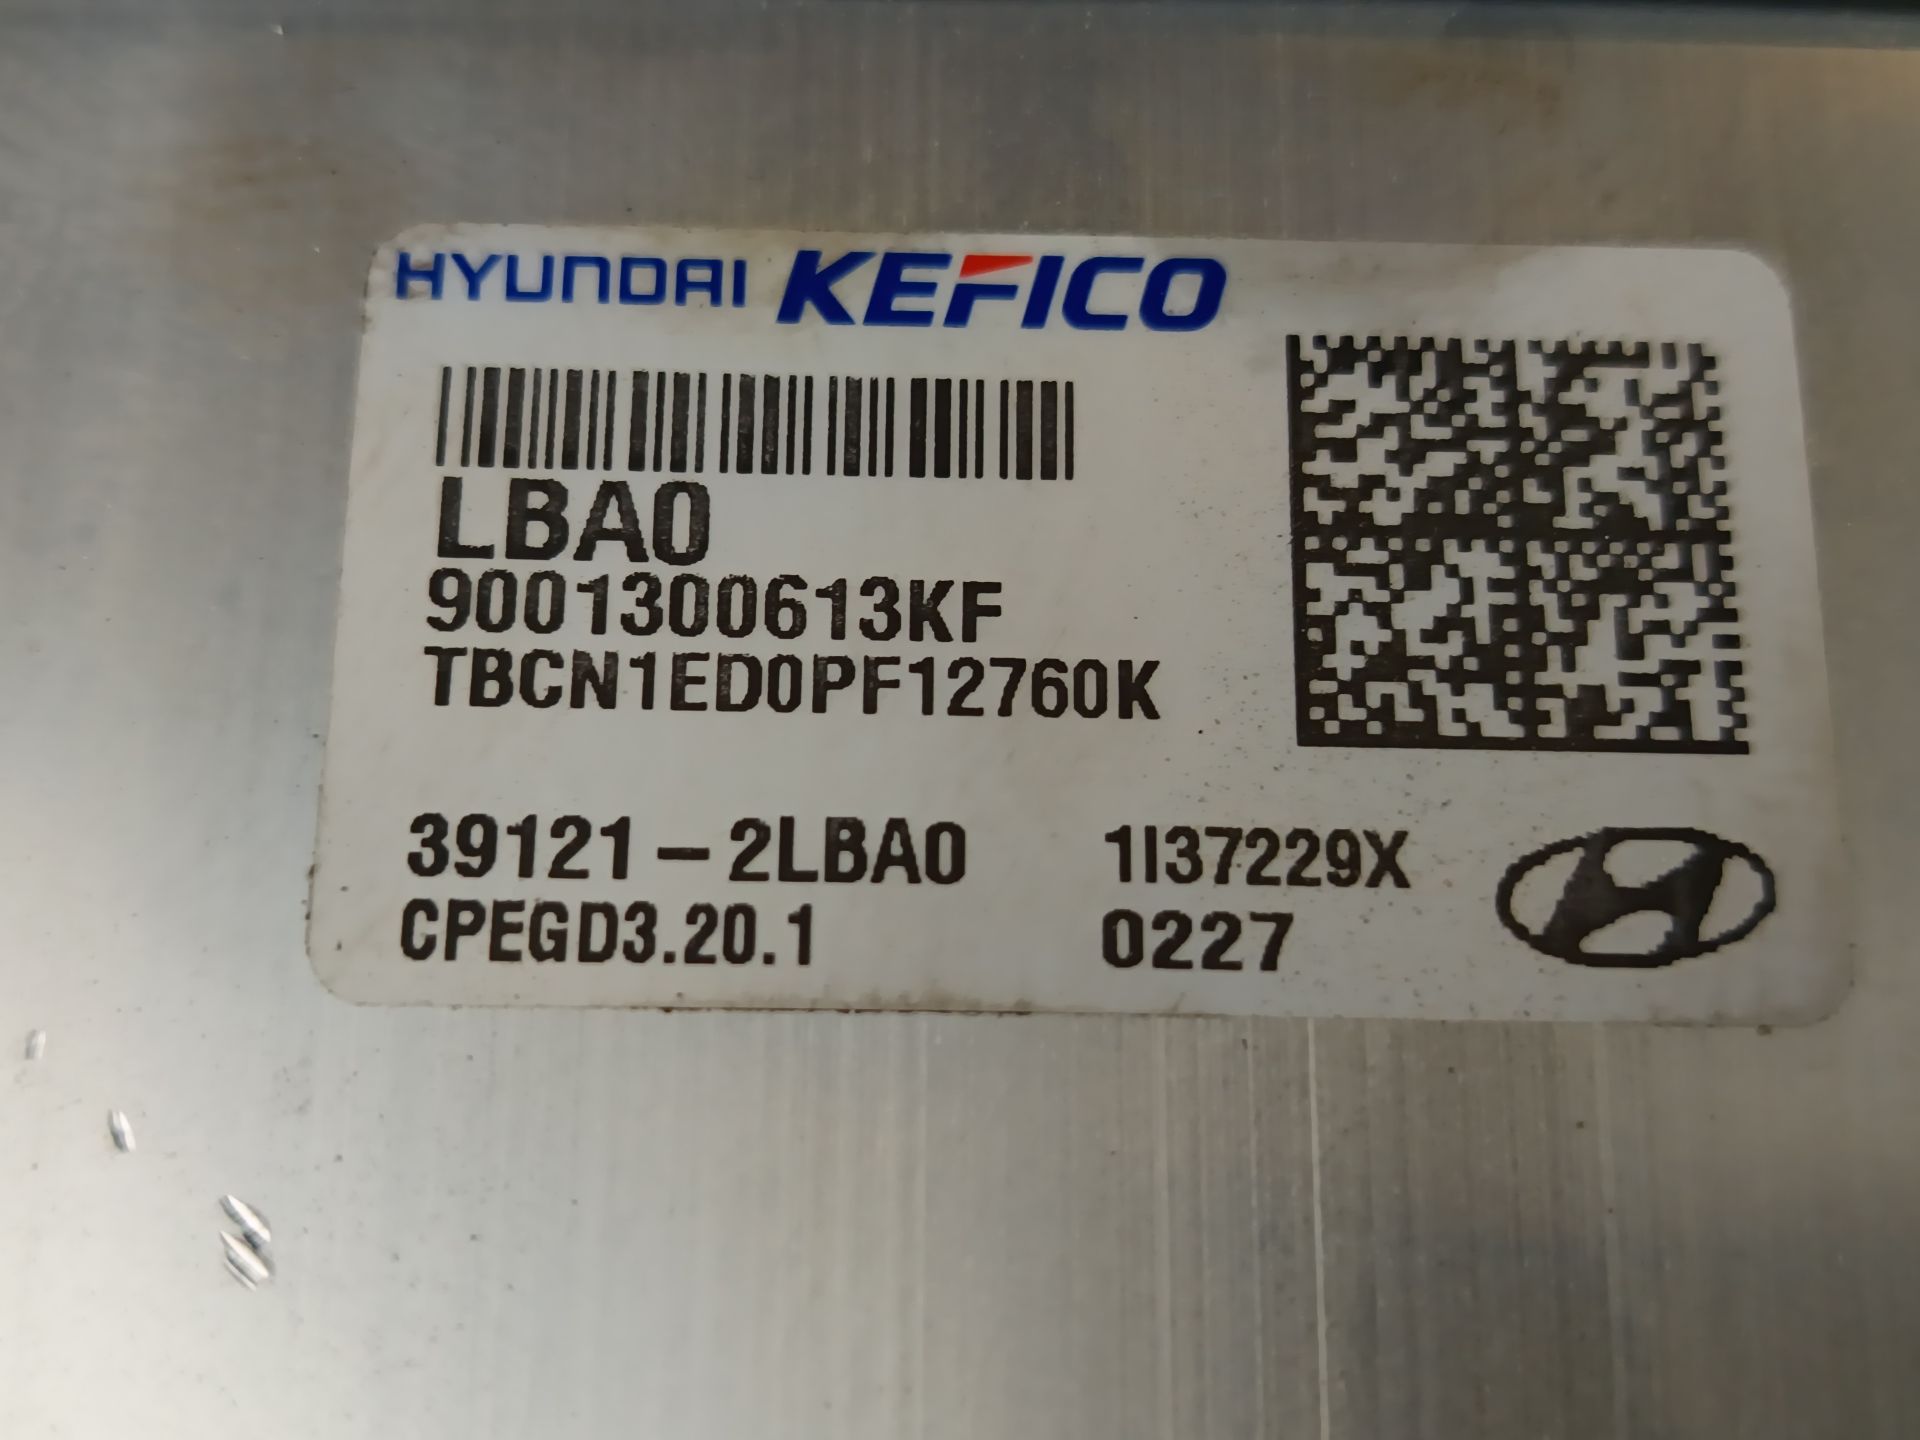 HYUNDAI KEFICO
LBA0
9001300613KF
TBCN1ED0PF12760K
39121-2LBA0 1I37229X
CPEGD3.20.1 0227